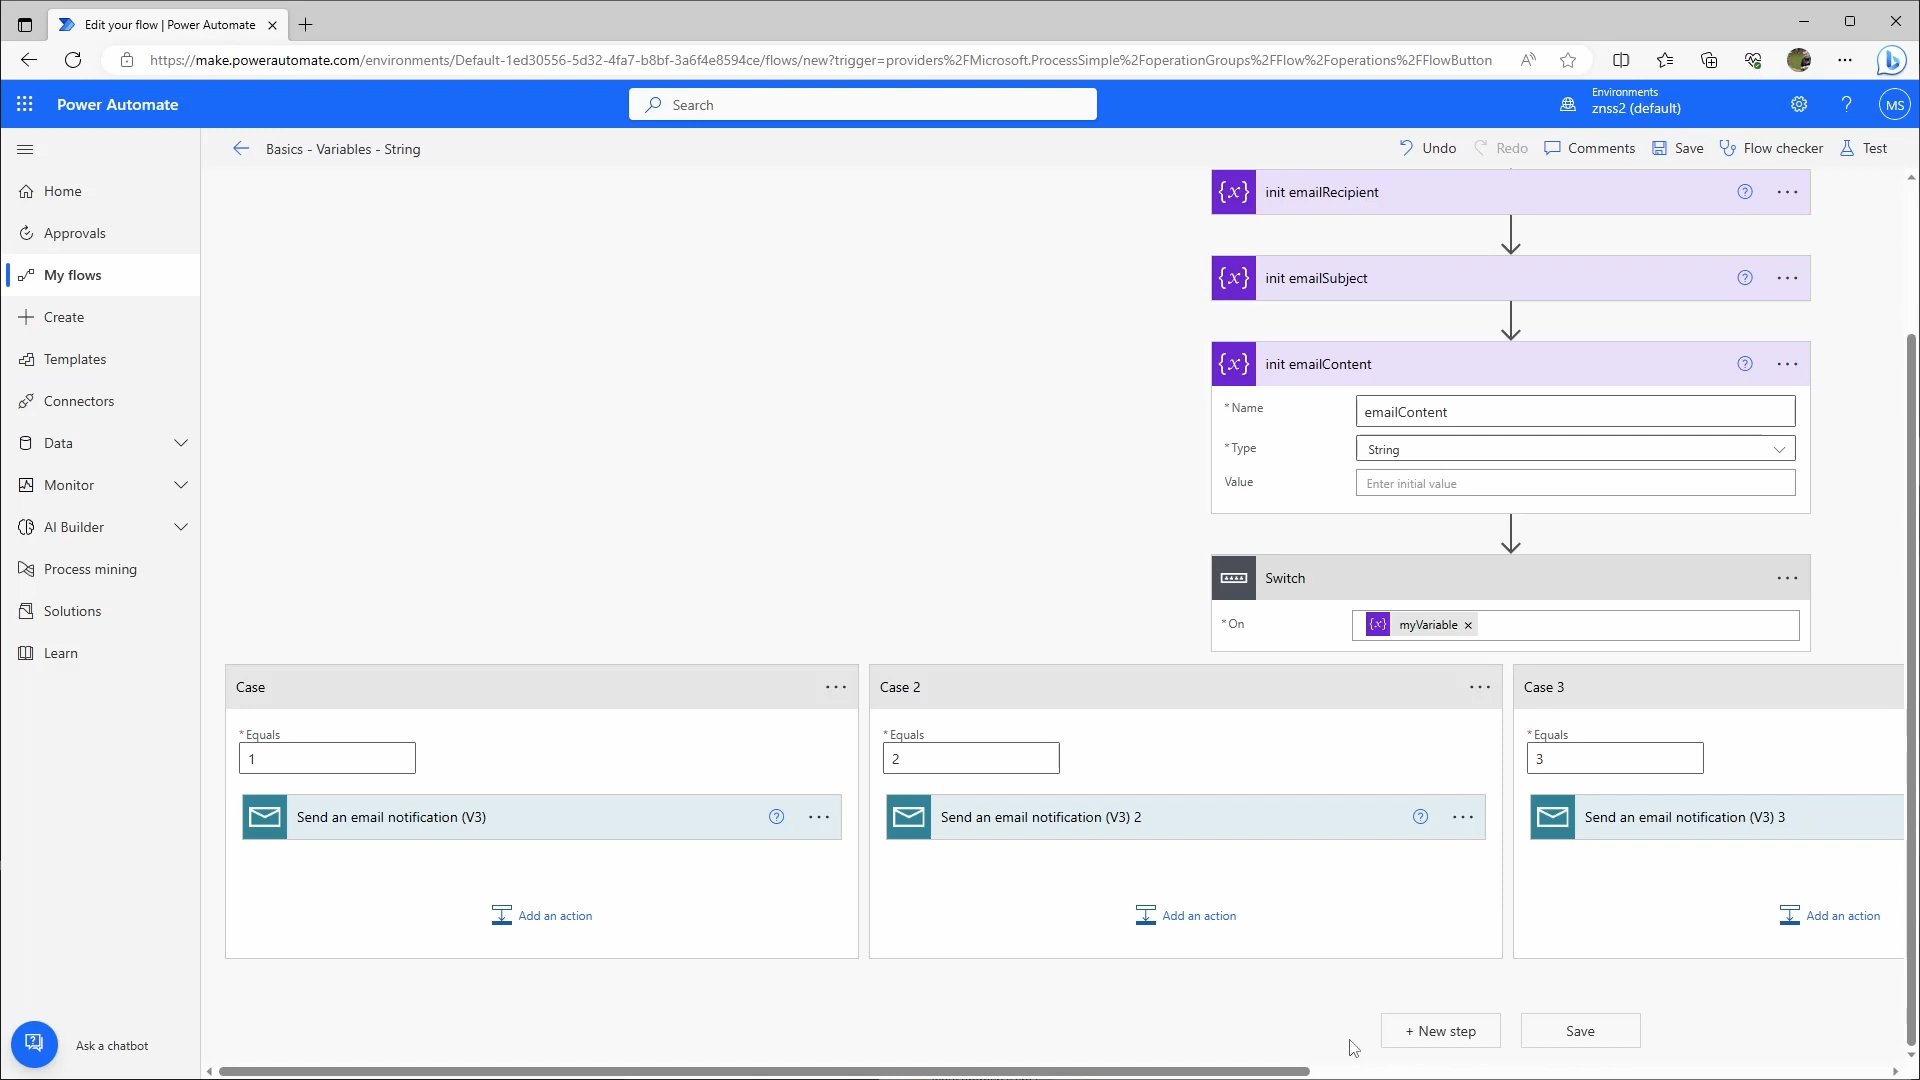 Edit your flow | Power Automate
https://make.powerautomate.com/environments/Default-1ed30556-5d32-4fa7-b8bf-3a6f4e8594ce/flows/new?trigger=providers%2FMicrosoft.ProcessSimple%2FoperationGroups%2FFlow%2Foperations%2FFlowButton
Power Automate
Search
Environments
znss2 (default)
?
MS
Basics - Variables - String
Undo
Redo
Comments
Save
Flow checker
Test
Home
Approvals
My flows
Create
Templates
Connectors
Data
Monitor
AI Builder
Process mining
Solutions
Learn
Ask a chatbot
{x} init emailRecipient
{x} init emailSubject
{x} init emailContent
* Name
emailContent
* Type
String
Value
Enter initial value
Switch
* On
{x} myVariable ×
Case
Case 2
Case 3
* Equals
1
* Equals
2
* Equals
3
Send an email notification (V3)
Send an email notification (V3) 2
Send an email notification (V3) 3
Add an action
Add an action
Add an action
+ New step
Save